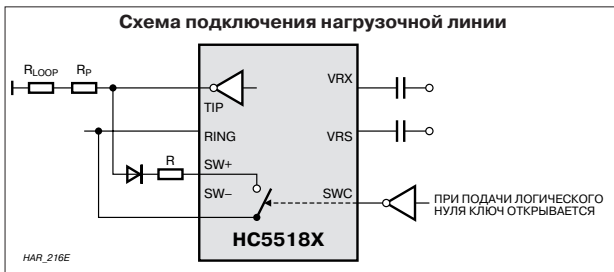 Схема подключения нагрузочной линии
RLOOP
RP
TIP
RING
R
SW+
SW–
VRX
VRS
SWC
ПРИ ПОДАЧИ ЛОГИЧЕСКОГО
НУЛЯ КЛЮЧ ОТКРЫВАЕТСЯ
HC5518X
HAR_216E